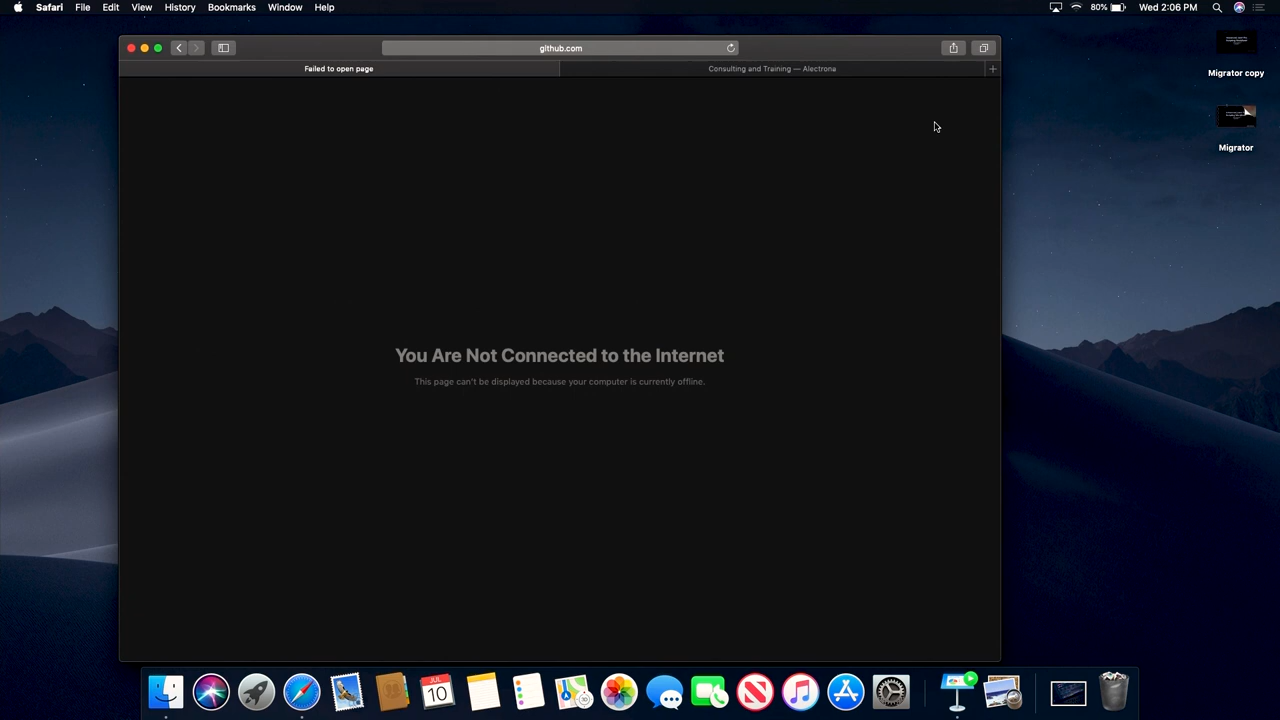 Safari File Edit View History Bookmarks Window Help 80% Wed 2:06 PM
github.com
Failed to open page Consulting and Training — Alectrona
Migrator copy
Migrator
You Are Not Connected to the Internet
This page can't be displayed because your computer is currently offline.
JUL
10